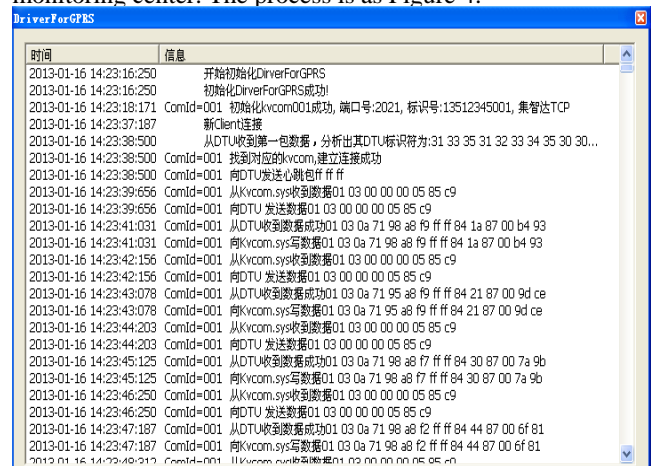 monitoring center. The process is as Figure 4.
DriverForGPRS
时间 信息
2013-01-16 14:23:16:250 开始初始化DirverForGPRS
2013-01-16 14:23:16:250 初始化DirverForGPRS成功!
2013-01-16 14:23:18:171 ComId=001 初始化kvcom001成功, 端口号:2021, 标识号:13512345001, 集智达TCP
2013-01-16 14:23:37:187 新Client连接
2013-01-16 14:23:38:500 从DTU收到第一包数据，分析出其DTU标识符为:31 33 35 31 32 33 34 35 30 30...
2013-01-16 14:23:38:500 ComId=001 找到对应的kvcom,建立连接成功
2013-01-16 14:23:38:500 ComId=001 向DTU发送心跳包ff ff ff
2013-01-16 14:23:39:656 ComId=001 从Kvcom.sys收到数据01 03 00 00 00 05 85 c9
2013-01-16 14:23:39:656 ComId=001 向DTU 发送数据01 03 00 00 00 05 85 c9
2013-01-16 14:23:41:031 ComId=001 从DTU收到数据成功01 03 0a 71 98 a8 f9 ff ff 84 1a 87 00 b4 93
2013-01-16 14:23:41:031 ComId=001 向Kvcom.sys写数据01 03 0a 71 98 a8 f9 ff ff 84 1a 87 00 b4 93
2013-01-16 14:23:42:156 ComId=001 从Kvcom.sys收到数据01 03 00 00 00 05 85 c9
2013-01-16 14:23:42:156 ComId=001 向DTU 发送数据01 03 00 00 00 05 85 c9
2013-01-16 14:23:43:078 ComId=001 从DTU收到数据成功01 03 0a 71 95 a8 f9 ff ff 84 21 87 00 9d ce
2013-01-16 14:23:43:078 ComId=001 向Kvcom.sys写数据01 03 0a 71 95 a8 f9 ff ff 84 21 87 00 9d ce
2013-01-16 14:23:44:203 ComId=001 从Kvcom.sys收到数据01 03 00 00 00 05 85 c9
2013-01-16 14:23:44:203 ComId=001 向DTU 发送数据01 03 00 00 00 05 85 c9
2013-01-16 14:23:45:125 ComId=001 从DTU收到数据成功01 03 0a 71 98 a8 f7 ff ff 84 30 87 00 7a 9b
2013-01-16 14:23:45:125 ComId=001 向Kvcom.sys写数据01 03 0a 71 98 a8 f7 ff ff 84 30 87 00 7a 9b
2013-01-16 14:23:46:250 ComId=001 从Kvcom.sys收到数据01 03 00 00 00 05 85 c9
2013-01-16 14:23:46:250 ComId=001 向DTU 发送数据01 03 00 00 00 05 85 c9
2013-01-16 14:23:47:187 ComId=001 从DTU收到数据成功01 03 0a 71 98 a8 f2 ff ff 84 44 87 00 6f 81
2013-01-16 14:23:47:187 ComId=001 向Kvcom.sys写数据01 03 0a 71 98 a8 f2 ff ff 84 44 87 00 6f 81
2013-01-16 14:23:48:312 ComId=001 从Kvcom.sys收到数据01 03 00 00 00 05 85 c9